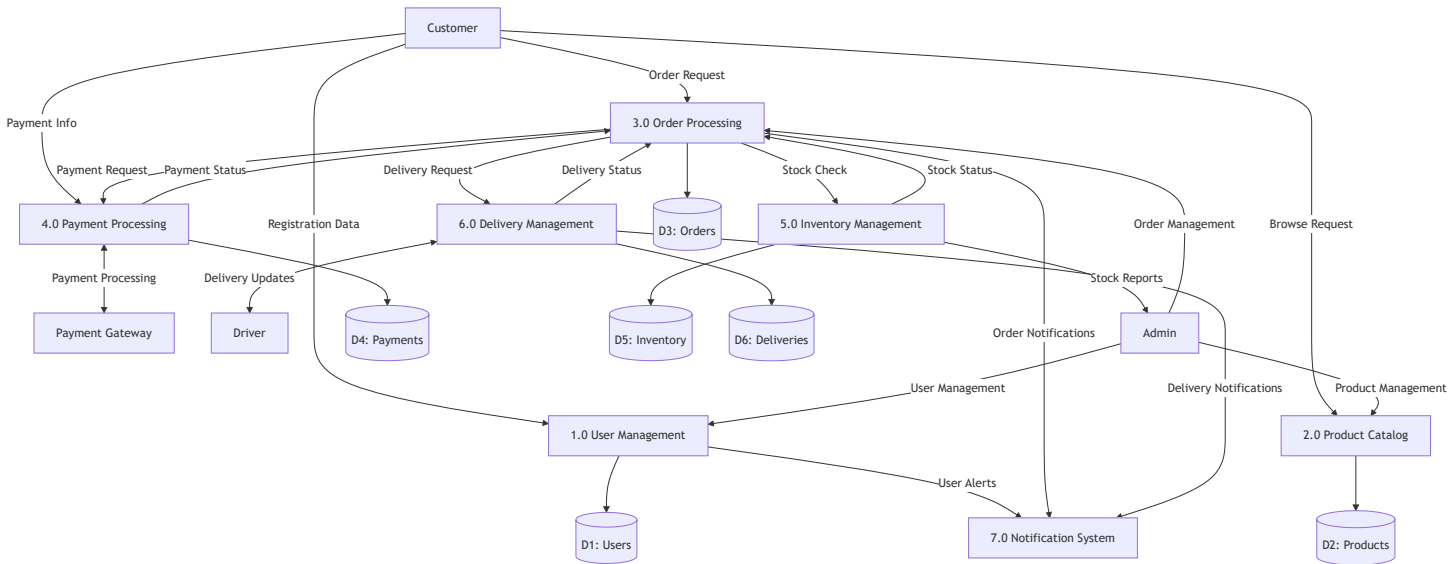 Customer
Order Request
Payment Info
3.0 Order Processing
Payment Request
Payment Status
Delivery Request
Delivery Status
Stock Check
Stock Status
4.0 Payment Processing
Registration Data
6.0 Delivery Management
D3: Orders
5.0 Inventory Management
Order Management
Browse Request
Payment Processing
Delivery Updates
Stock Reports
Payment Gateway
Driver
D4: Payments
D5: Inventory
D6: Deliveries
Order Notifications
Admin
User Management
Delivery Notifications
Product Management
1.0 User Management
2.0 Product Catalog
User Alerts
D1: Users
7.0 Notification System
D2: Products